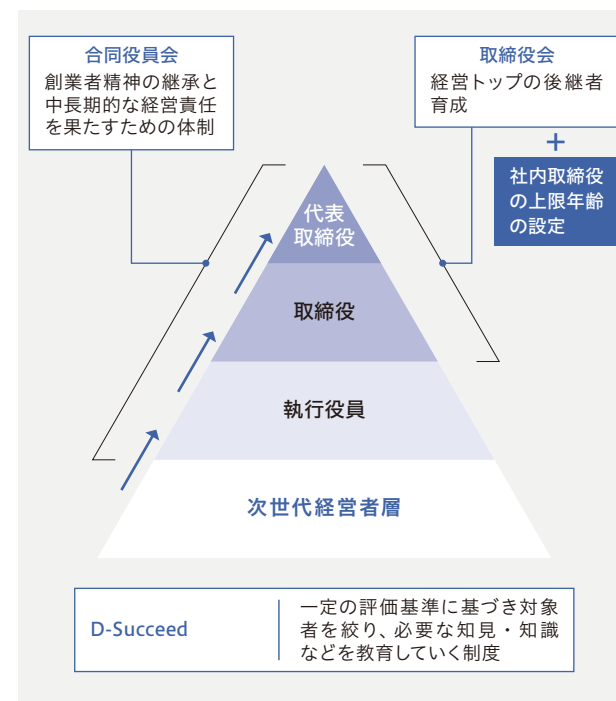 合同役員会
創業者精神の継承と
中長期的な経営責任
を果たすための体制
取締役会
経営トップの後継者
育成
+
社内取締役
の上限年齢
の設定
代表
取締役
取締役
執行役員
次世代経営者層
D-Succeed
一定の評価基準に基づき対象
者を絞り、必要な知見・知識
などを教育していく制度